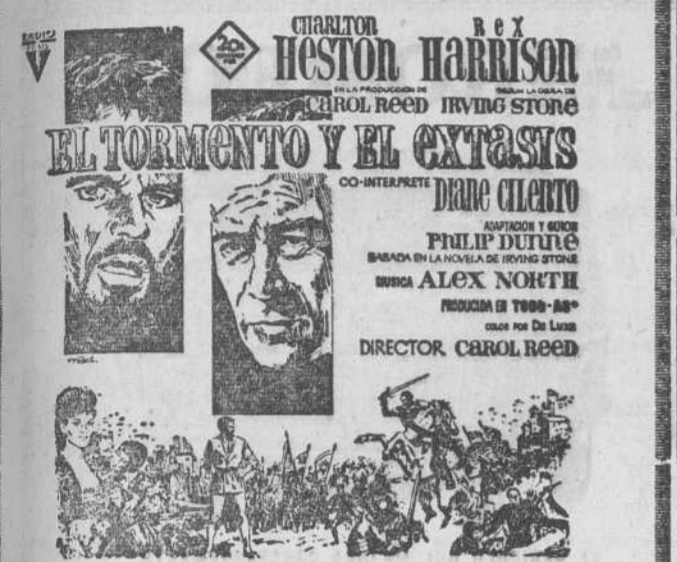 RADIO
20th
CHARLTON HESTON
REX HARRISON
EN LA PRODUCCION DE
CAROL REED
SEGUN LA OBRA DE
IRVING STONE
EL TORMENTO Y EL EXTASIS
CO-INTERPRETE DIANE CILENTO
ADAPTACION Y GUION
PHILIP DUNNE
BASADA EN LA NOVELA DE IRVING STONE
MUSICA ALEX NORTH
PRODUCIDA EN TODD-AO
COLOR POR De Luxe
DIRECTOR CAROL REED